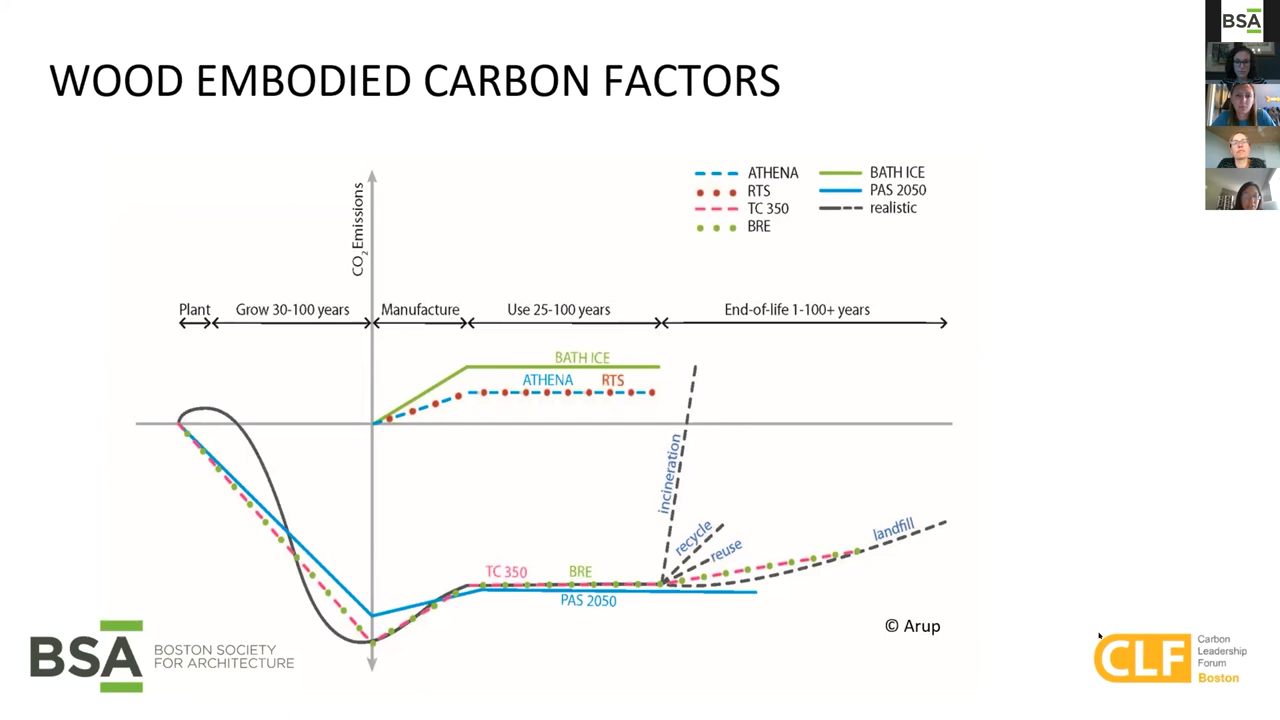 WOOD EMBODIED CARBON FACTORS
BSA
ATHENA
RTS
TC 350
BRE
BATH ICE
PAS 2050
realistic
CO2 Emissions
Plant
Grow 30-100 years
Manufacture
Use 25-100 years
End-of-life 1-100+ years
BATH ICE
ATHENA
RTS
incineration
recycle
reuse
landfill
TC 350
BRE
PAS 2050
© Arup
BSA
BOSTON SOCIETY
FOR ARCHITECTURE
CLF
Carbon
Leadership
Forum
Boston